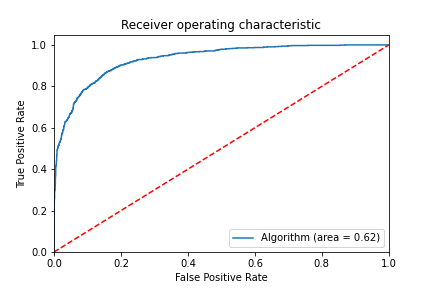 Receiver operating characteristic
1.0
0.8
0.6
0.4
0.2
0.0
True Positive Rate
Algorithm (area = 0.62)
0.0 0.2 0.4 0.6 0.8 1.0
False Positive Rate